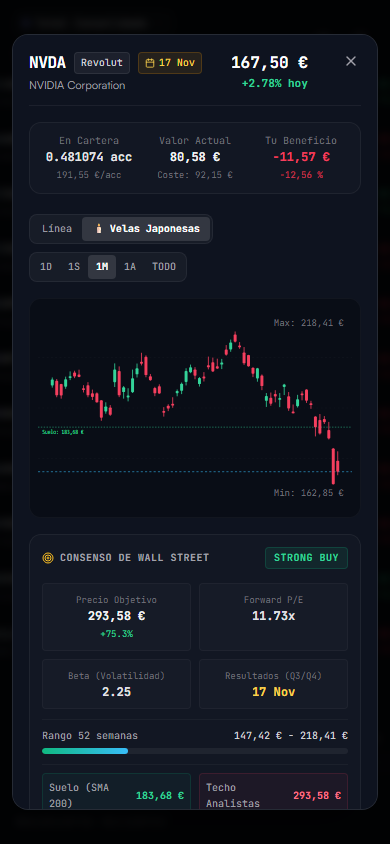 NVDA Revolut 17 Nov 167,50 €
NVIDIA Corporation +2.78% hoy
En Cartera Valor Actual Tu Beneficio
0.481074 acc 80,58 € -11,57 €
191,55 €/acc Coste: 92,15 € -12,56 %
Línea Velas Japonesas
1D 1S 1M 1A TODO
Max: 218,41 €
Suelo: 183,68 €
Min: 162,85 €
CONSENSO DE WALL STREET STRONG BUY
Precio Objetivo Forward P/E
293,58 € 11.73x
+75.3%
Beta (Volatilidad) Resultados (Q3/Q4)
2.25 17 Nov
Rango 52 semanas 147,42 € - 218,41 €
Suelo (SMA 200) 183,68 € Techo Analistas 293,58 €